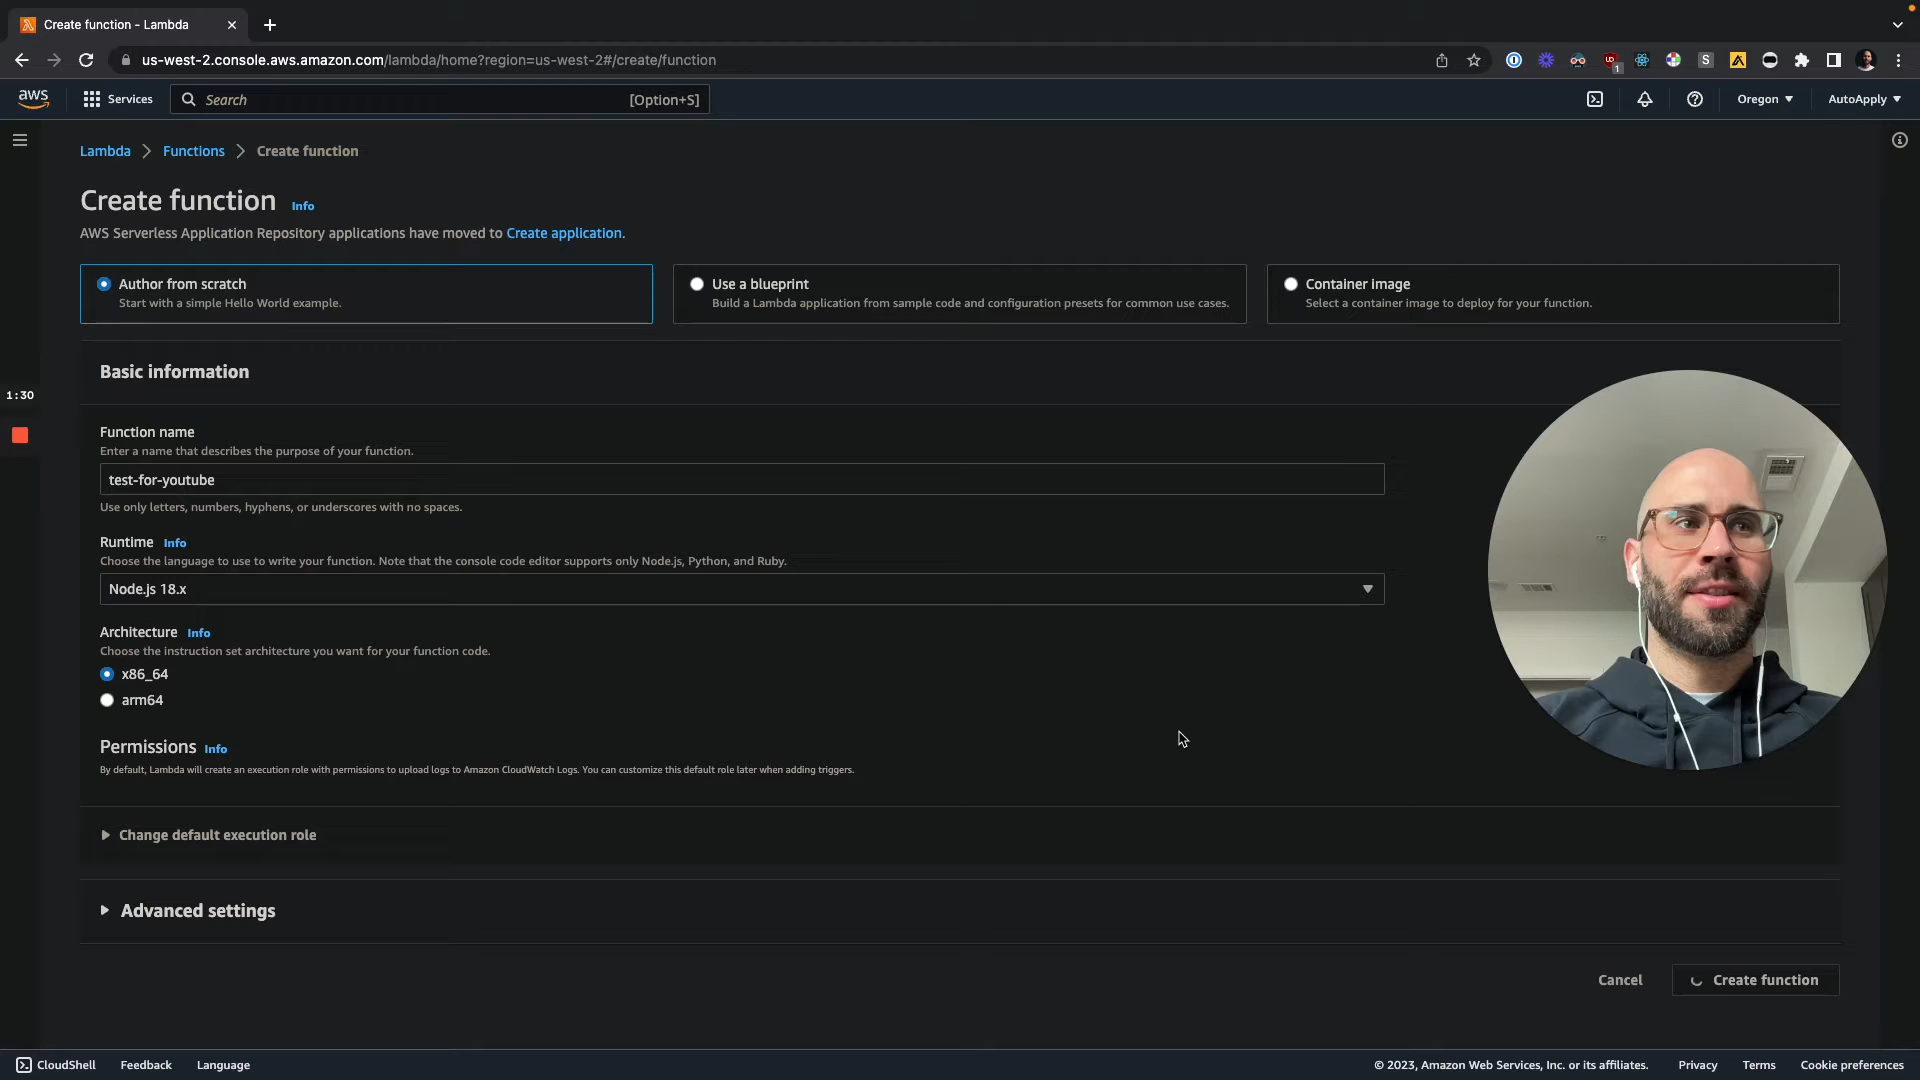 Create function - Lambda
us-west-2.console.aws.amazon.com/lambda/home?region=us-west-2#/create/function
1
aws
Services
Search
[Option+S]
Oregon
AutoApply
Lambda
Functions
Create function
Create function
Info
AWS Serverless Application Repository applications have moved to Create application.
Author from scratch
Start with a simple Hello World example.
Use a blueprint
Build a Lambda application from sample code and configuration presets for common use cases.
Container image
Select a container image to deploy for your function.
Basic information
1:30
Function name
Enter a name that describes the purpose of your function.
test-for-youtube
Use only letters, numbers, hyphens, or underscores with no spaces.
Runtime Info
Choose the language to use to write your function. Note that the console code editor supports only Node.js, Python, and Ruby.
Node.js 18.x
Architecture Info
Choose the instruction set architecture you want for your function code.
x86_64
arm64
Permissions Info
By default, Lambda will create an execution role with permissions to upload logs to Amazon CloudWatch Logs. You can customize this default role later when adding triggers.
Change default execution role
Advanced settings
Cancel
Create function
CloudShell
Feedback
Language
© 2023, Amazon Web Services, Inc. or its affiliates.
Privacy
Terms
Cookie preferences